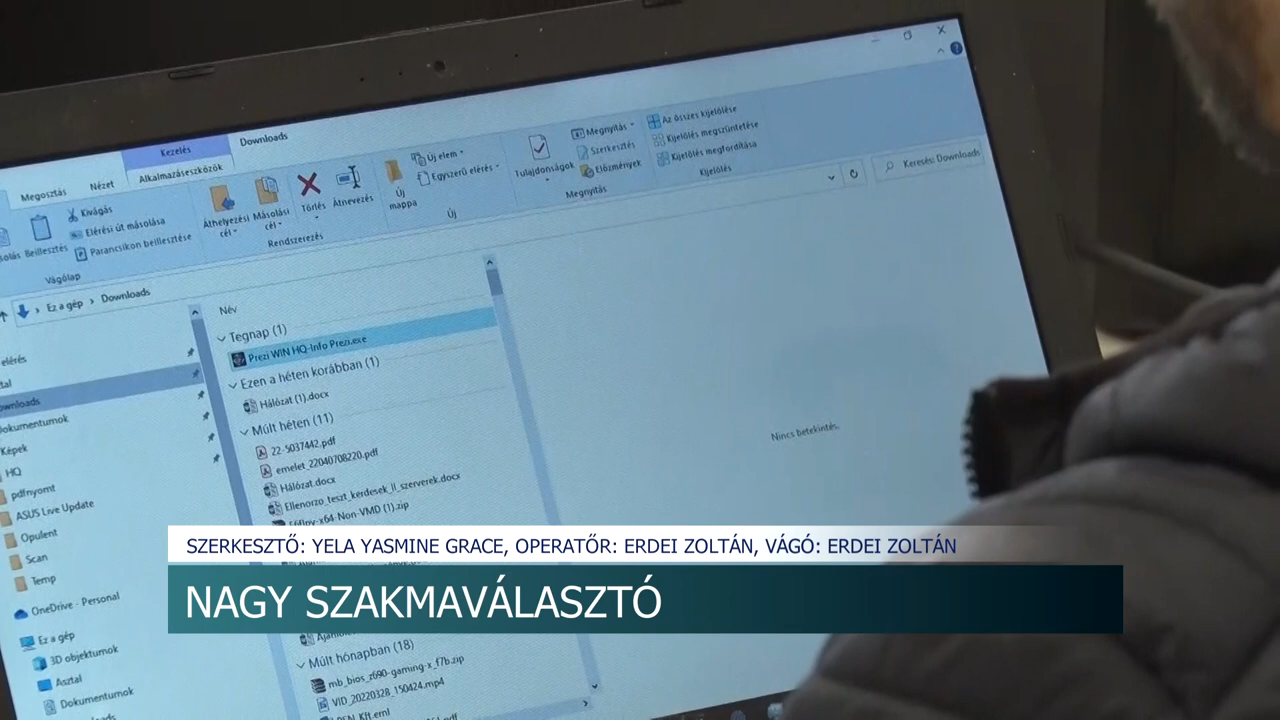 Kezelés
Downloads
Megosztás
Nézet
Alkalmazáseszközök
Beillesztés
Kivágás
Elérési út másolása
Parancsikon beillesztése
Vágólap
Áthelyezési cél
Másolási cél
Törlés
Átnevezés
Rendszerezés
Új mappa
Új elem
Egyszerű elérés
Új
Tulajdonságok
Megnyitás
Szerkesztés
Előzmények
Megnyitás
Az összes kijelölése
Kijelölés megszüntetése
Kijelölés megfordítása
Kijelölés
Ez a gép > Downloads
Keresés: Downloads
elérés
Képek
HQ
pdfnyomt
ASUS Live Update
Opulent
Scan
Temp
OneDrive - Personal
Ez a gép
3D objektumok
Asztal
Dokumentumok
Név
Tegnap (1)
Prezi WIN HQ-Info Prezi.exe
Ezen a héten korábban (1)
Hálózat (1).docx
Múlt héten (11)
22-5037442.pdf
emelet_22040708220.pdf
Hálózat.docx
Ellenorzo_teszt_kerdesek_II_szerverek.docx
Múlt hónapban (18)
mb_bios_z690-gaming-x_f7b.zip
VID_20220328_150424.mp4
Nincs betekintés.
SZERKESZTŐ: YELA YASMINE GRACE, OPERATŐR: ERDEI ZOLTÁN, VÁGÓ: ERDEI ZOLTÁN
NAGY SZAKMAVÁLASZTÓ